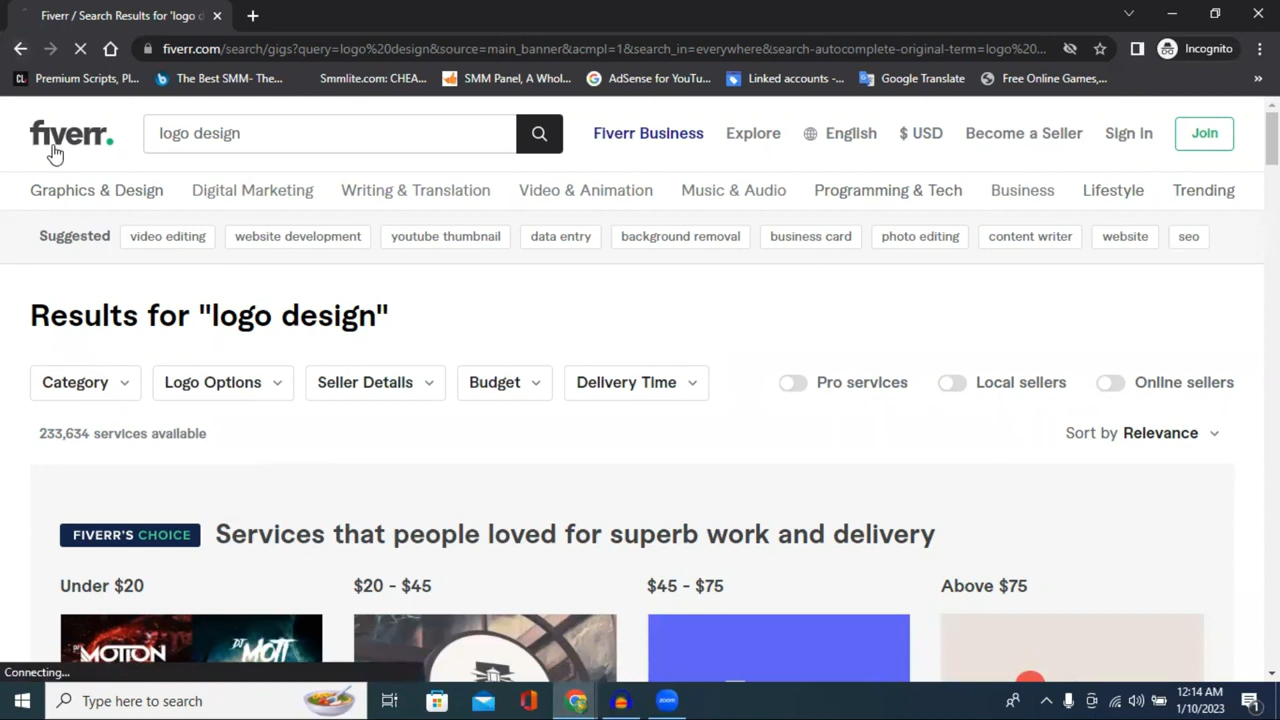 Fiverr / Search Results for 'logo d
fiverr.com/search/gigs?query=logo%20design&source=main_banner&acmpl=1&search_in=everywhere&search-autocomplete-original-term=logo%20...
Incognito
CL Premium Scripts, Pl...
b The Best SMM- The...
Smmlite.com: CHEA...
SMM Panel, A Whol...
G AdSense for YouTu...
Linked accounts -...
Google Translate
Free Online Games,...
»
fiverr.
logo design
Fiverr Business
Explore
English
$ USD
Become a Seller
Sign In
Join
Graphics & Design
Digital Marketing
Writing & Translation
Video & Animation
Music & Audio
Programming & Tech
Business
Lifestyle
Trending
Suggested
video editing
website development
youtube thumbnail
data entry
background removal
business card
photo editing
content writer
website
seo
Results for "logo design"
Category
Logo Options
Seller Details
Budget
Delivery Time
Pro services
Local sellers
Online sellers
233,634 services available
Sort by Relevance
FIVERR'S CHOICE
Services that people loved for superb work and delivery
Under $20
$20 - $45
$45 - $75
Above $75
MOTION
Connecting...
Type here to search
zoom
12:14 AM
1/10/2023
1